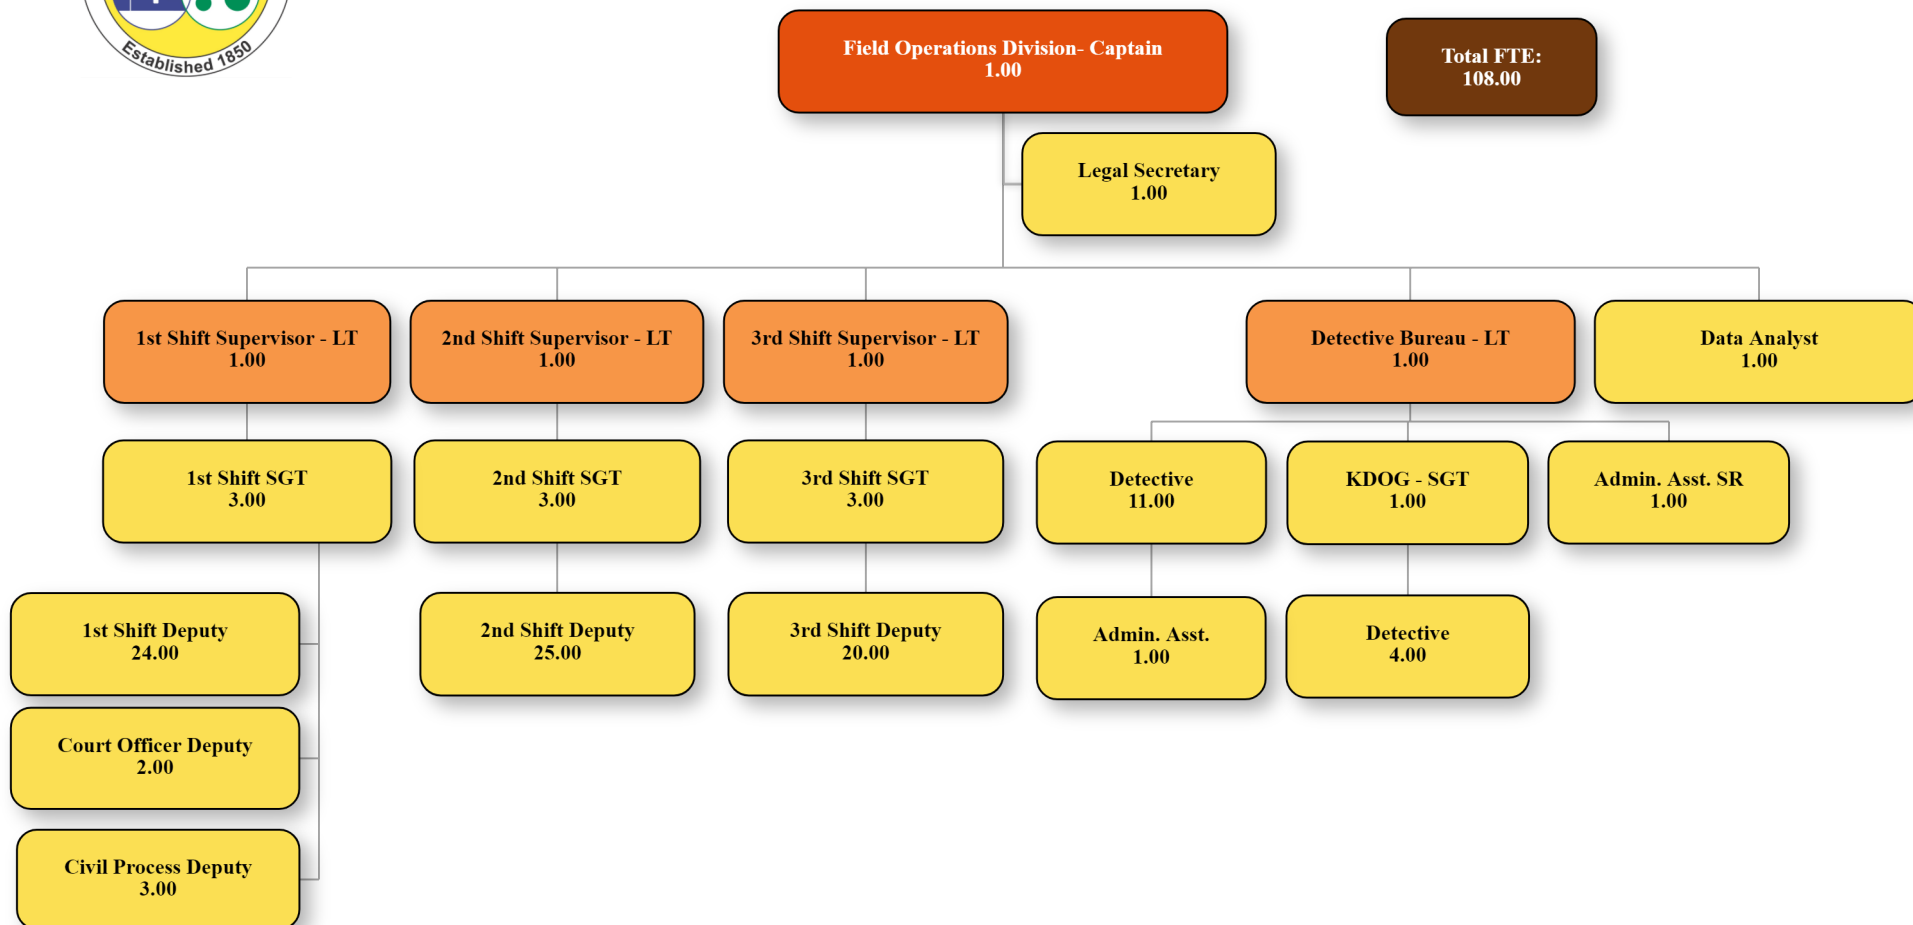 Established 1850
Field Operations Division- Captain
1.00
Total FTE:
108.00
Legal Secretary
1.00
1st Shift Supervisor - LT
1.00
2nd Shift Supervisor - LT
1.00
3rd Shift Supervisor - LT
1.00
Detective Bureau - LT
1.00
Data Analyst
1.00
1st Shift SGT
3.00
2nd Shift SGT
3.00
3rd Shift SGT
3.00
Detective
11.00
KDOG - SGT
1.00
Admin. Asst. SR
1.00
1st Shift Deputy
24.00
2nd Shift Deputy
25.00
3rd Shift Deputy
20.00
Admin. Asst.
1.00
Detective
4.00
Court Officer Deputy
2.00
Civil Process Deputy
3.00